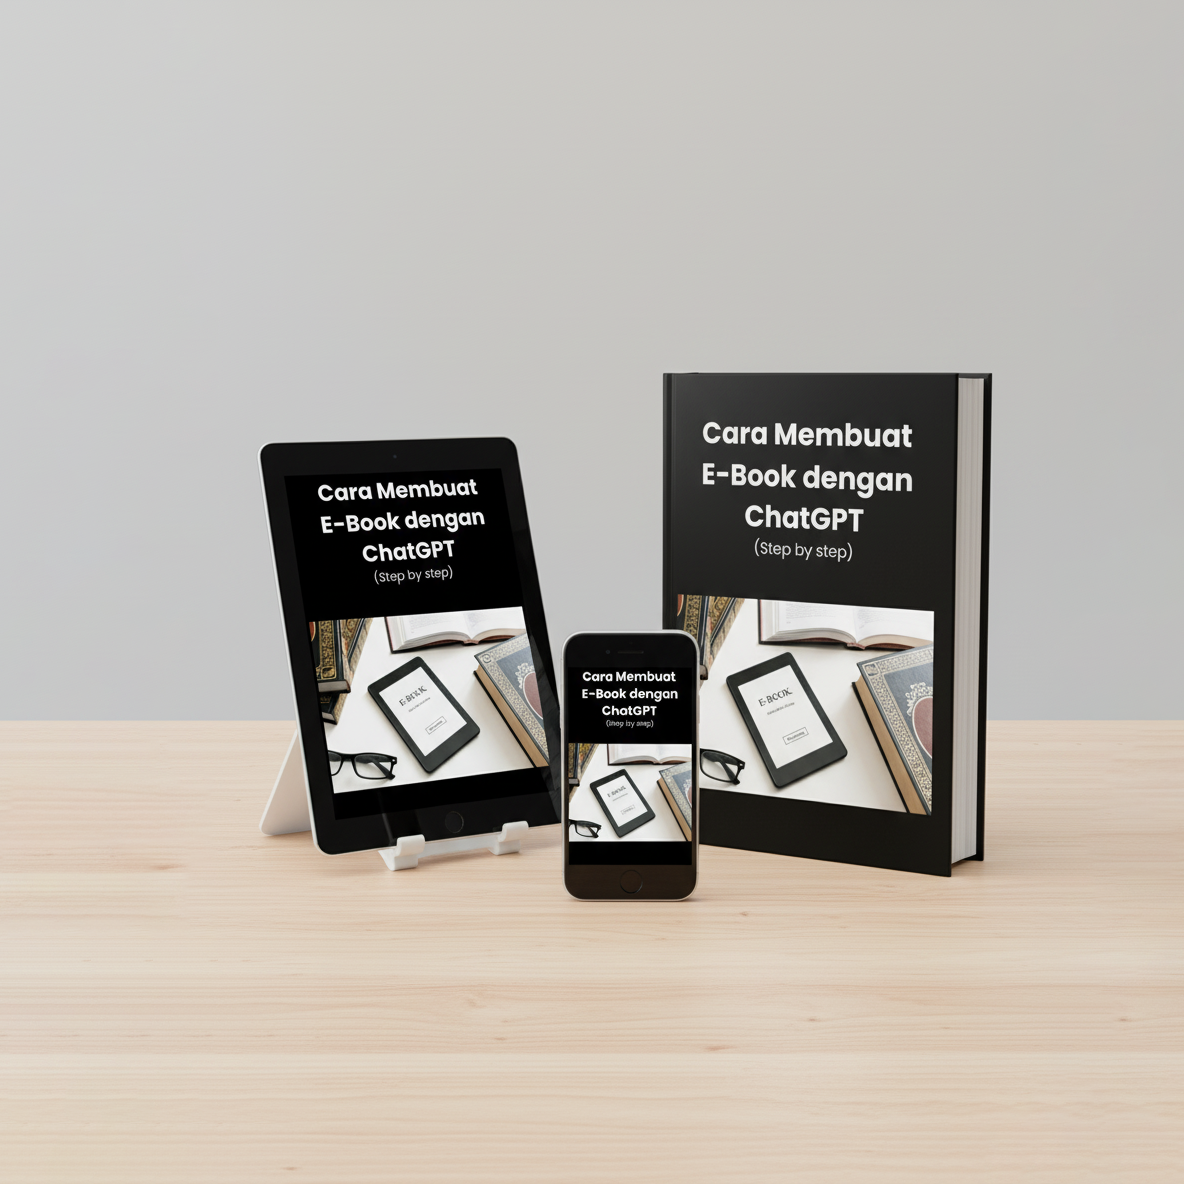 Cara Membuat
E-Book dengan
ChatGPT
(Step by step)
E-BOOK
Cara Membuat
E-Book dengan
ChatGPT
(Step by step)
E-BOOK
Cara Membuat
E-Book dengan
ChatGPT
(Step by step)
E-BOOK